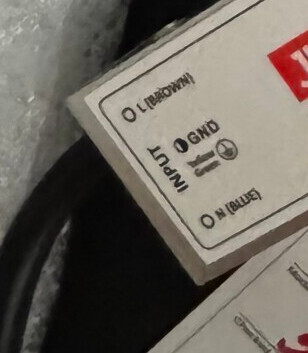 L (BROWN)
INPUT
GND
Yellow
Green
N (BLUE)